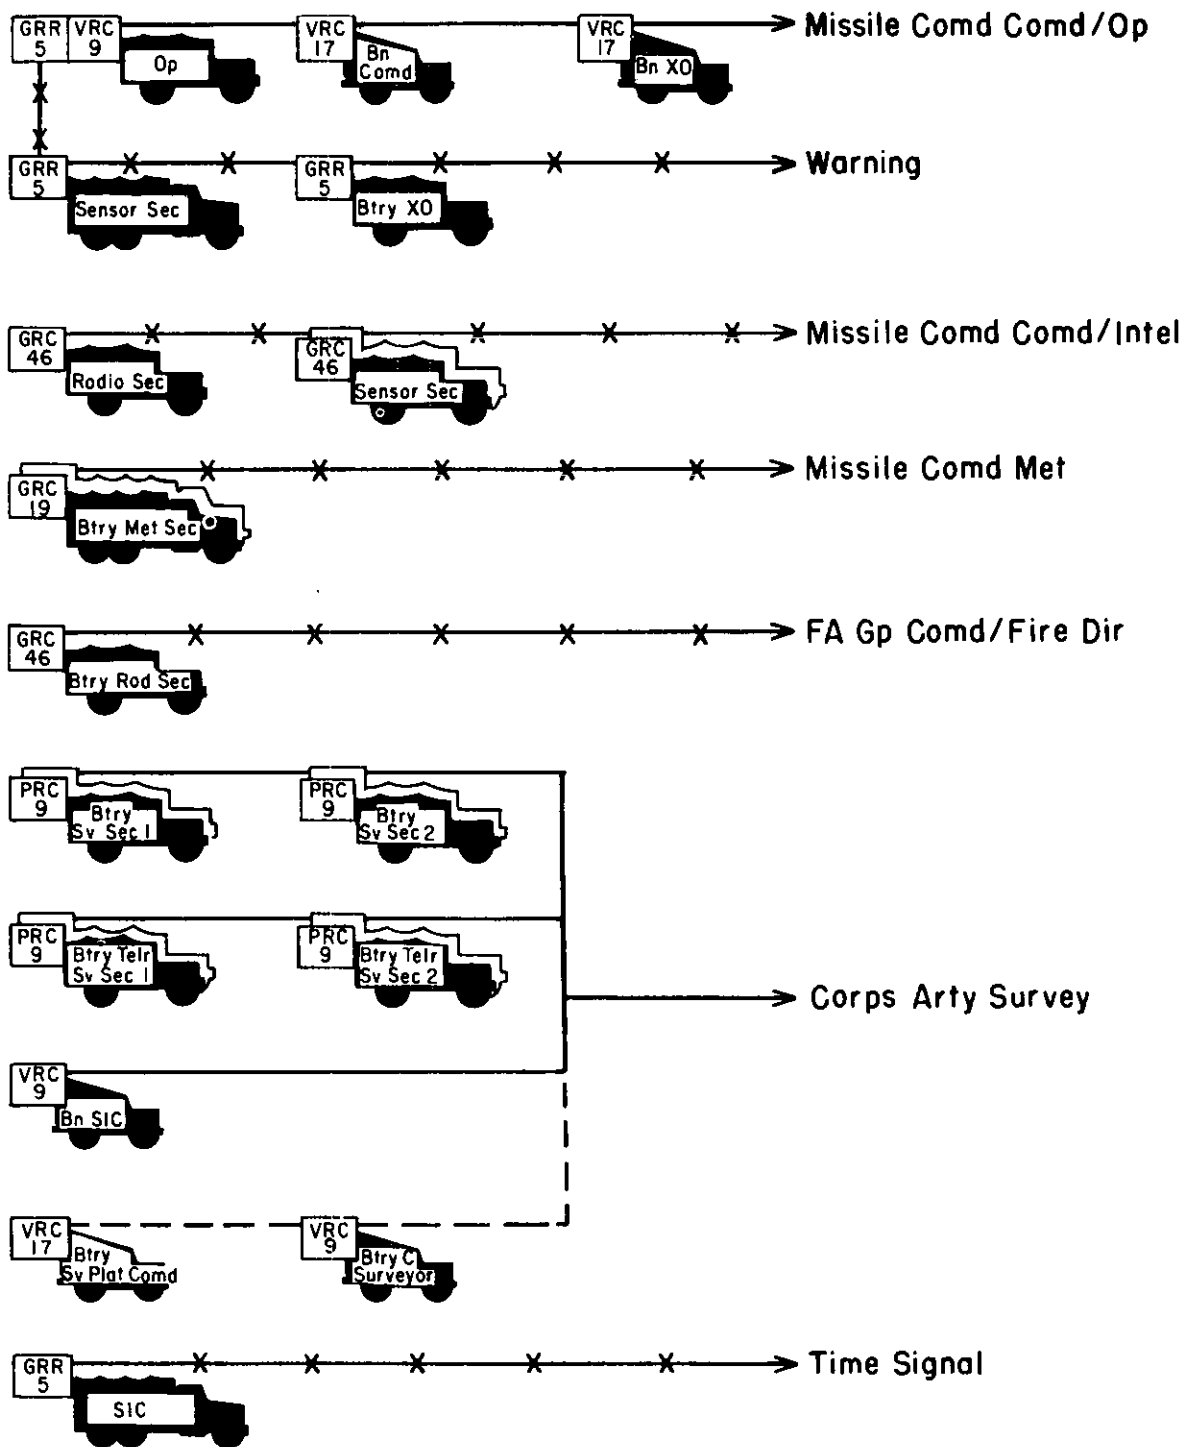 GRR 5 VRC 9 Op VRC 17 Bn Comd VRC 17 Bn XO Missile Comd Comd/Op
GRR 5 Sensor Sec GRR 5 Btry XO Warning
GRC 46 Radio Sec GRC 46 Sensor Sec Missile Comd Comd/Intel
GRC 19 Btry Met Sec Missile Comd Met
GRC 46 Btry Rad Sec FA Gp Comd/Fire Dir
PRC 9 Btry Sv Sec 1 PRC 9 Btry Sv Sec 2
PRC 9 Btry Telr Sv Sec 1 PRC 9 Btry Telr Sv Sec 2
Corps Arty Survey
VRC 9 Bn SIC
VRC 17 Btry Sv Plat Comd VRC 9 Btry C Surveyor
GRR 5 SIC Time Signal